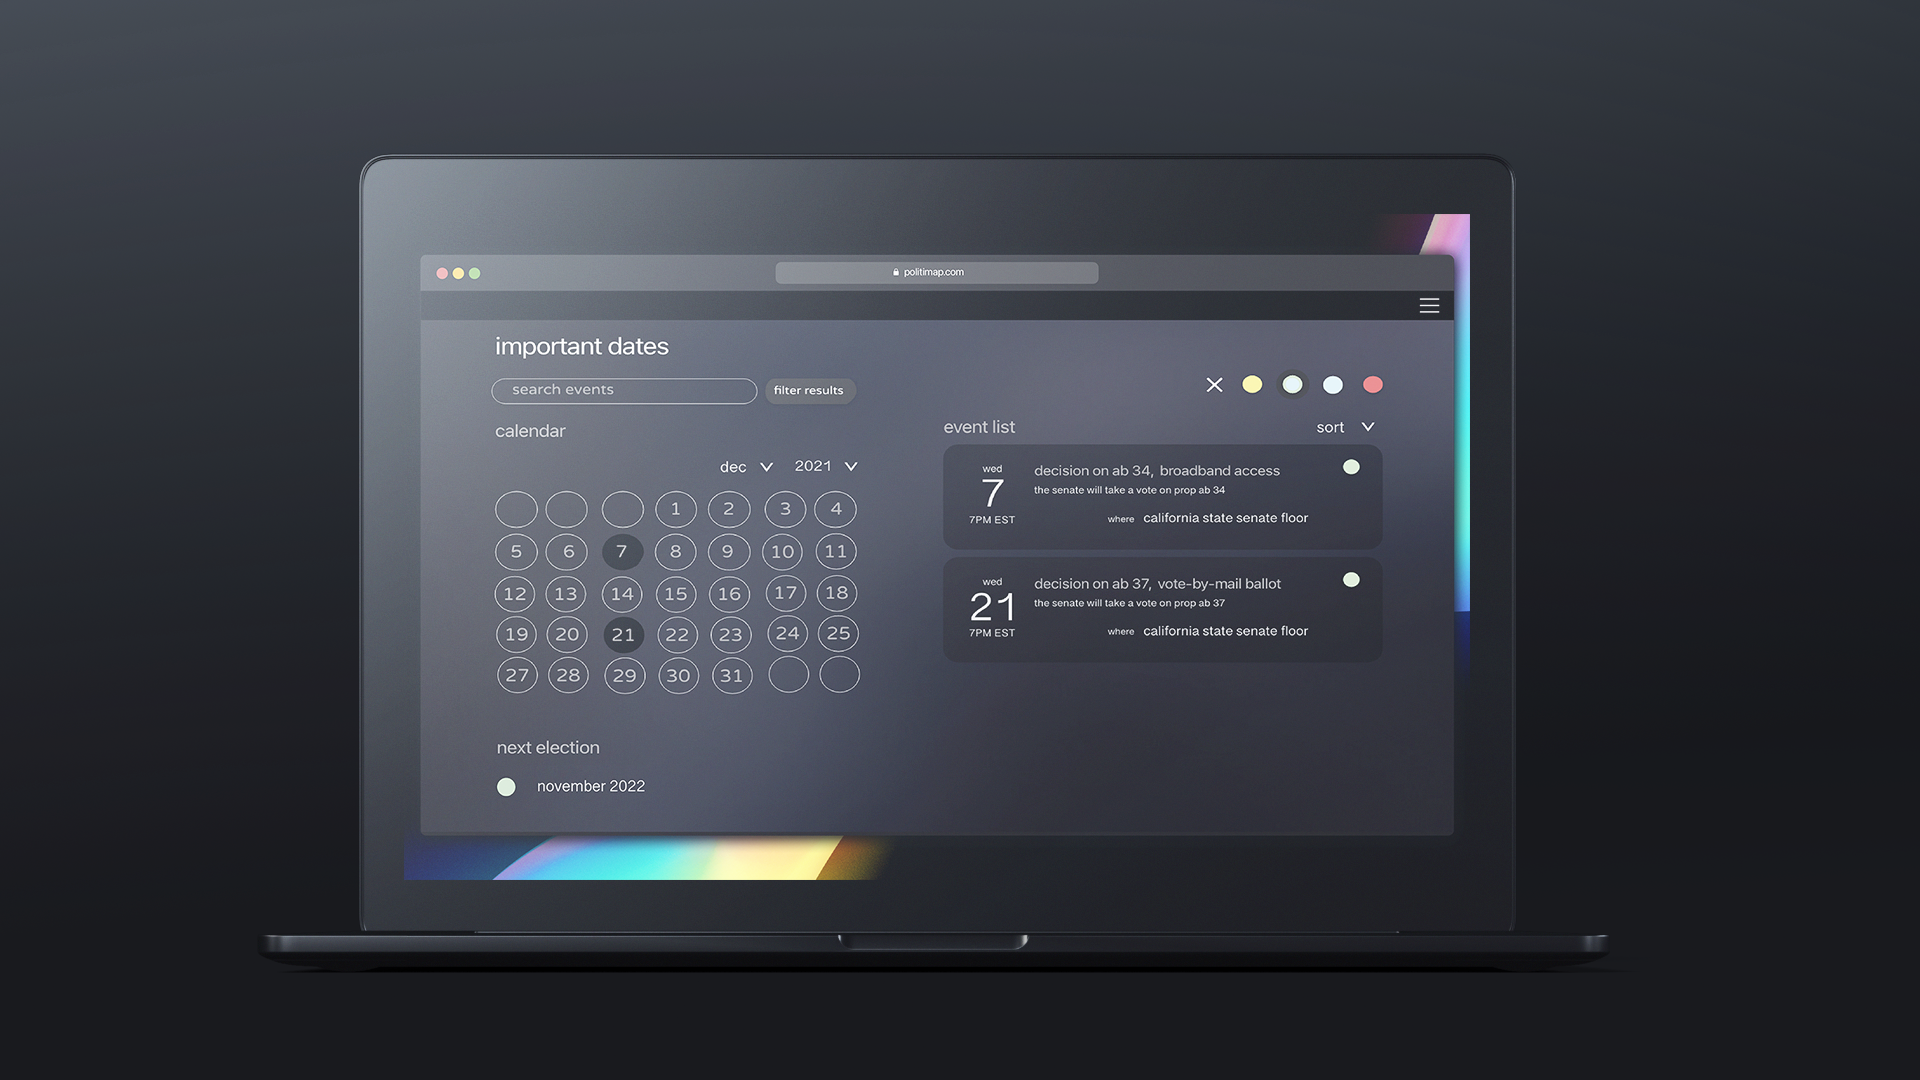 politimap.com
important dates
search events
filter results
calendar
dec 2021
1 2 3 4
5 6 7 8 9 10 11
12 13 14 15 16 17 18
19 20 21 22 23 24 25
27 28 29 30 31
next election
november 2022
event list
sort
wed
7
7PM EST
decision on ab 34, broadband access
the senate will take a vote on prop ab 34
where california state senate floor
wed
21
7PM EST
decision on ab 37, vote-by-mail ballot
the senate will take a vote on prop ab 37
where california state senate floor